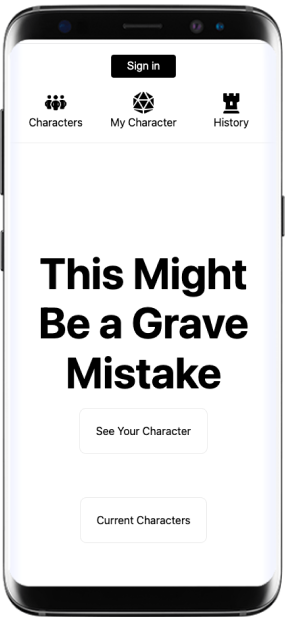 Sign in
Characters My Character History
This Might
Be a Grave
Mistake
See Your Character
Current Characters